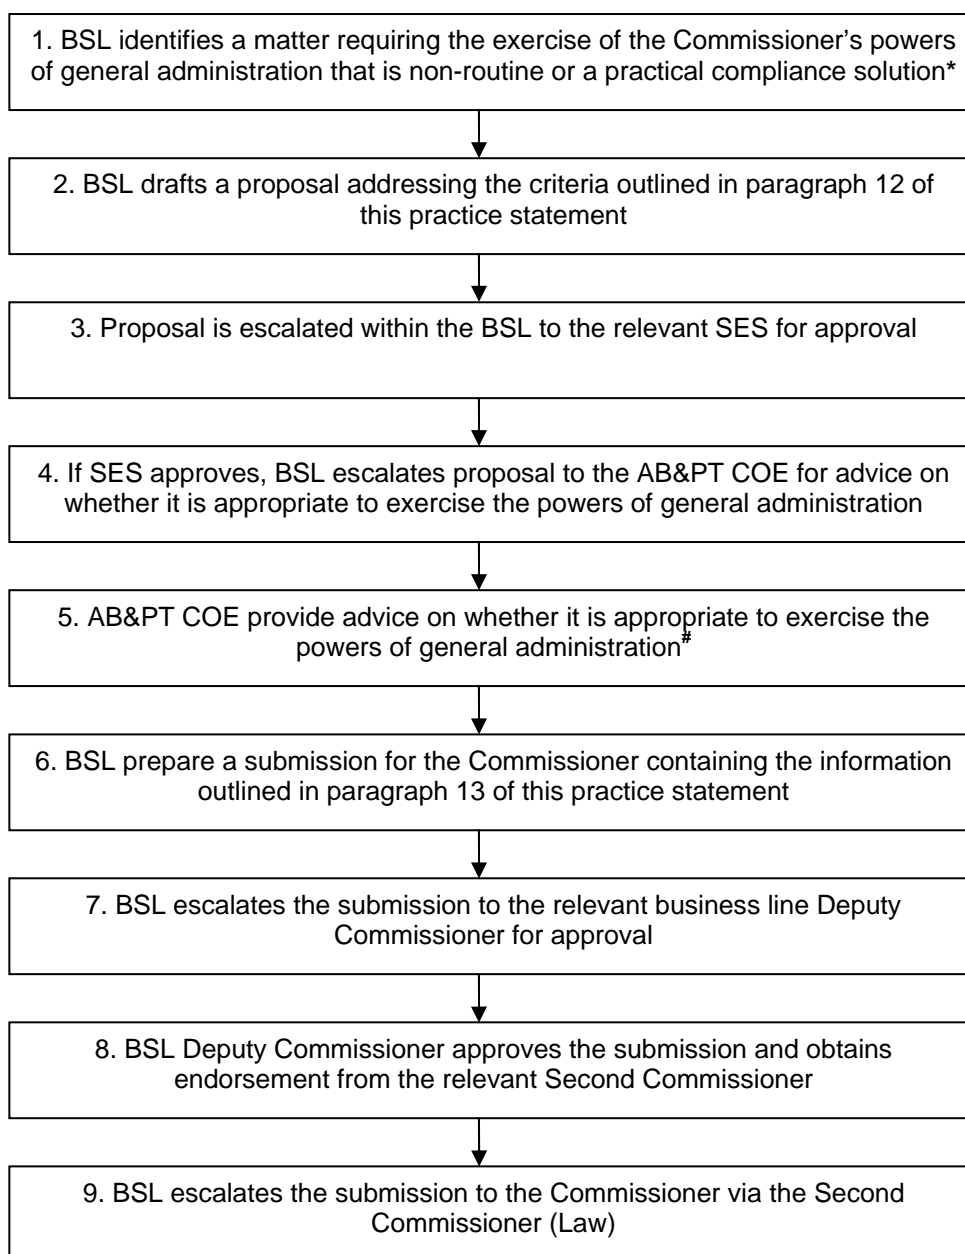 1. BSL identifies a matter requiring the exercise of the Commissioner’s powers
of general administration that is non-routine or a practical compliance solution*
2. BSL drafts a proposal addressing the criteria outlined in paragraph 12 of
this practice statement
3. Proposal is escalated within the BSL to the relevant SES for approval
4. If SES approves, BSL escalates proposal to the AB&PT COE for advice on
whether it is appropriate to exercise the powers of general administration
5. AB&PT COE provide advice on whether it is appropriate to exercise the
powers of general administration#
6. BSL prepare a submission for the Commissioner containing the information
outlined in paragraph 13 of this practice statement
7. BSL escalates the submission to the relevant business line Deputy
Commissioner for approval
8. BSL Deputy Commissioner approves the submission and obtains
endorsement from the relevant Second Commissioner
9. BSL escalates the submission to the Commissioner via the Second
Commissioner (Law)